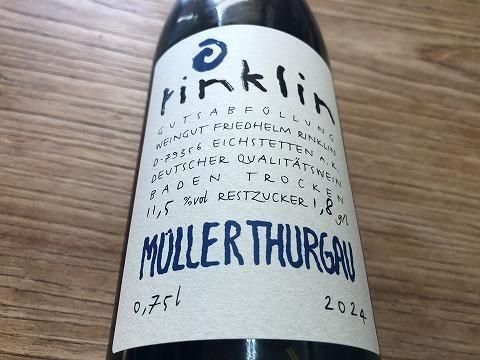 rinklin
GUTSABFÜLLUNG
WEINGUT FRIEDHELM RINKLIN
D-79356 EICHSTETTEN A.K.
DEUTSCHER QUALITÄTSWEIN
BADEN TROCKEN
11,5 %vol RESTZUCKER 1,8 g/l
MÜLLER THURGAU
0,75l 2024